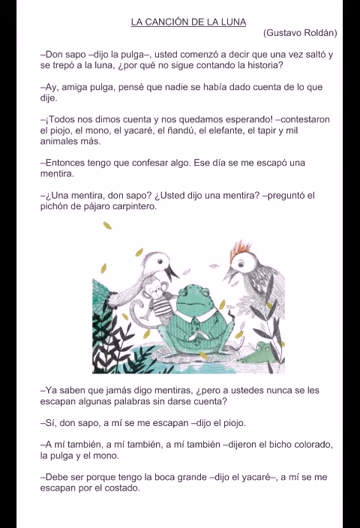 LA CANCIÓN DE LA LUNA
(Gustavo Roldán)
–Don sapo –dijo la pulga–, usted comenzó a decir que una vez saltó y
se trepó a la luna, ¿por qué no sigue contando la historia?
–Ay, amiga pulga, pensé que nadie se había dado cuenta de lo que
dije.
–¡Todos nos dimos cuenta y nos quedamos esperando! –contestaron
el piojo, el mono, el yacaré, el ñandú, el elefante, el tapir y mil
animales más.
–Entonces tengo que confesar algo. Ese día se me escapó una
mentira.
–¿Una mentira, don sapo? ¿Usted dijo una mentira? –preguntó el
pichón de pájaro carpintero.
–Ya saben que jamás digo mentiras, ¿pero a ustedes nunca se les
escapan algunas palabras sin darse cuenta?
–Sí, don sapo, a mí se me escapan –dijo el piojo.
–A mí también, a mí también, a mí también –dijeron el bicho colorado,
la pulga y el mono.
–Debe ser porque tengo la boca grande –dijo el yacaré–, a mí se me
escapan por el costado.